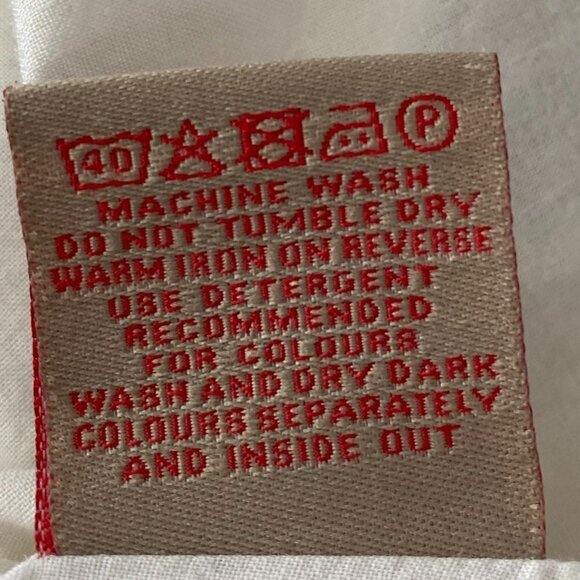 40 P
MACHINE WASH
DO NOT TUMBLE DRY
WARM IRON ON REVERSE
USE DETERGENT
RECOMMENDED
FOR COLOURS
WASH AND DRY DARK
COLOURS SEPARATELY
AND INSIDE OUT